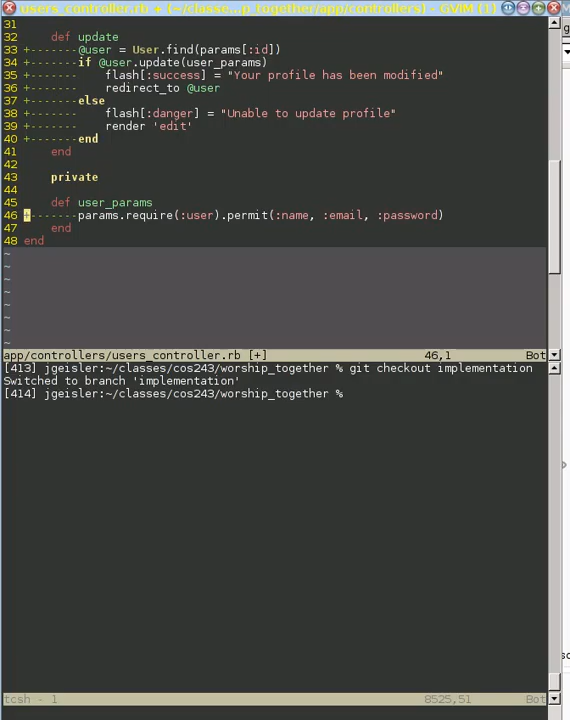 users_controller.rb + (~/classe...p_together/app/controllers) - GVIM (1)
31
32     def update
33 +-------@user = User.find(params[:id])
34 +-------if @user.update(user_params)
35 +-------    flash[:success] = "Your profile has been modified"
36 +-------    redirect_to @user
37 +-------else
38 +-------    flash[:danger] = "Unable to update profile"
39 +-------    render 'edit'
40 +-------end
41     end
42
43     private
44
45     def user_params
46 +-------params.require(:user).permit(:name, :email, :password)
47     end
48 end
~
~
~
~
~
~
~
~
app/controllers/users_controller.rb [+] 46,1 Bot
[413] jgeisler:~/classes/cos243/worship_together % git checkout implementation
Switched to branch 'implementation'
[414] jgeisler:~/classes/cos243/worship_together %
tcsh - 1 8525,51 Bot